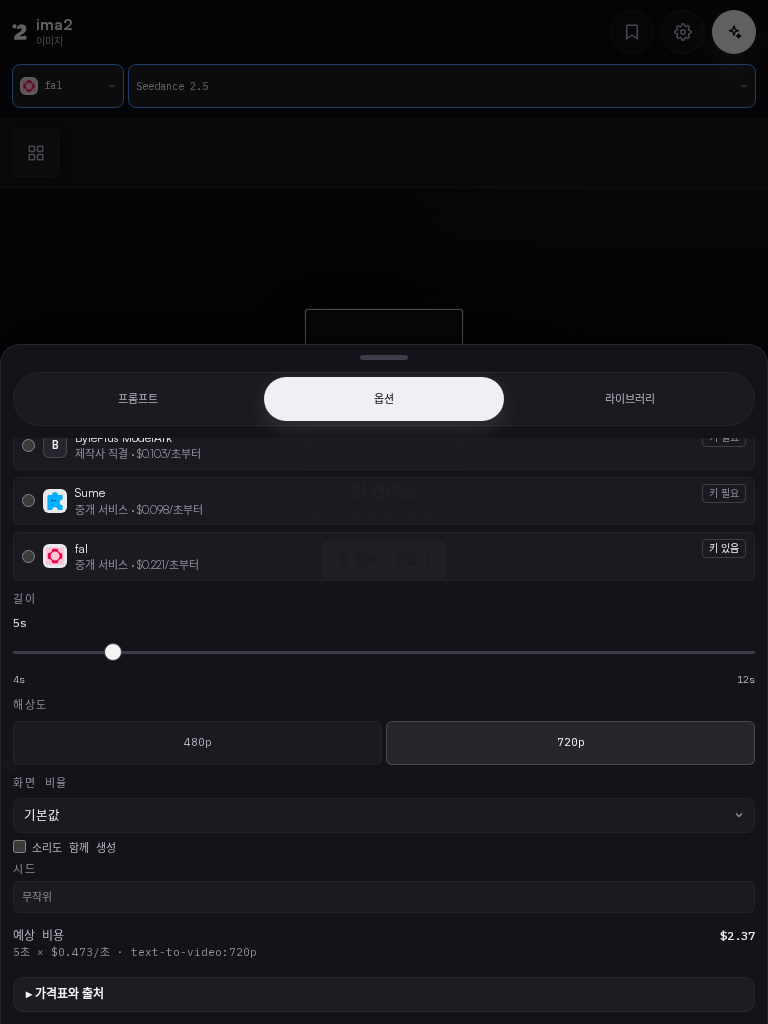 ima2
이미지
fal
Seedance 2.5
프롬프트
옵션
라이브러리
B
BytePlus ModelArk
키 필요
제작사 직결 · $0.103/초부터
Sume
키 필요
중개 서비스 · $0.098/초부터
fal
키 있음
중개 서비스 · $0.221/초부터
길이
5s
4s
12s
해상도
480p
720p
화면 비율
기본값
소리도 함께 생성
시드
무작위
예상 비용
$2.37
5초 × $0.473/초 · text-to-video:720p
▸ 가격표와 출처